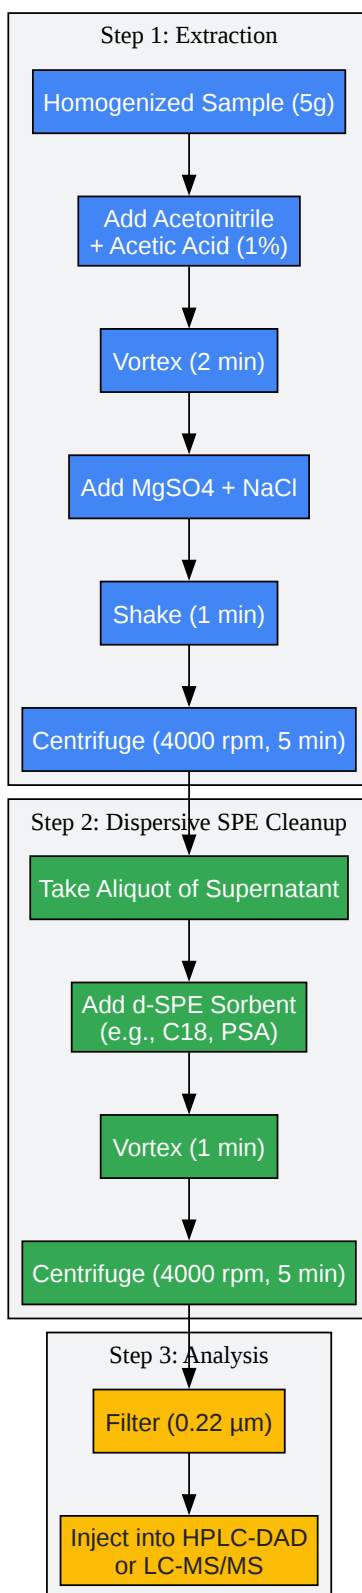 Step 1: Extraction
Homogenized Sample (5g)
Add Acetonitrile
+ Acetic Acid (1%)
Vortex (2 min)
Add MgSO4 + NaCl
Shake (1 min)
Centrifuge (4000 rpm, 5 min)
Step 2: Dispersive SPE Cleanup
Take Aliquot of Supernatant
Add d-SPE Sorbent
(e.g., C18, PSA)
Vortex (1 min)
Centrifuge (4000 rpm, 5 min)
Step 3: Analysis
Filter (0.22 µm)
Inject into HPLC-DAD
or LC-MS/MS